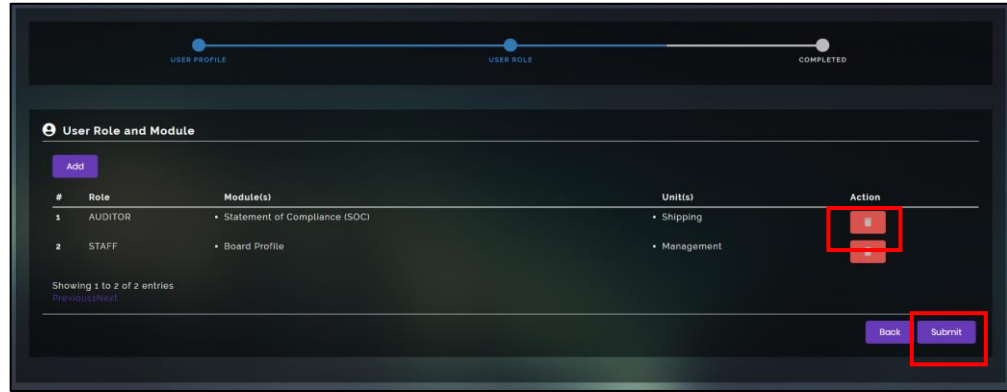 USER PROFILE USER ROLE COMPLETED
User Role and Module
Add
# Role Module(s) Unit(s) Action
1 AUDITOR • Statement of Compliance (SOC) • Shipping
2 STAFF • Board Profile • Management
Showing 1 to 2 of 2 entries
Previous1Next
Back Submit